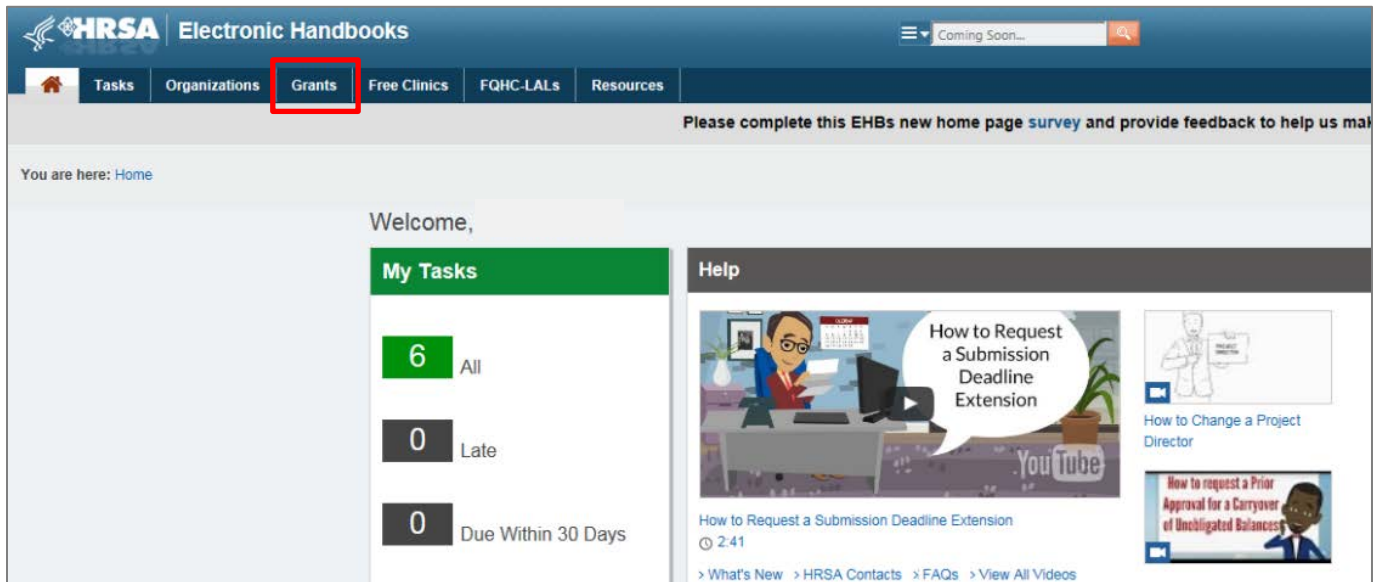 HRSA Electronic Handbooks
Coming Soon...
Tasks Organizations Grants Free Clinics FQHC-LALs Resources
Please complete this EHBs new home page survey and provide feedback to help us mak
You are here: Home
Welcome,
My Tasks
6 All
0 Late
0 Due Within 30 Days
Help
How to Request
a Submission
Deadline
Extension
YouTube
How to Request a Submission Deadline Extension
2:41
> What's New > HRSA Contacts > FAQs > View All Videos
PROJECT
DIRECTOR
How to Change a Project
Director
How to request a Prior
Approval for a Carryover
of Unobligated Balances